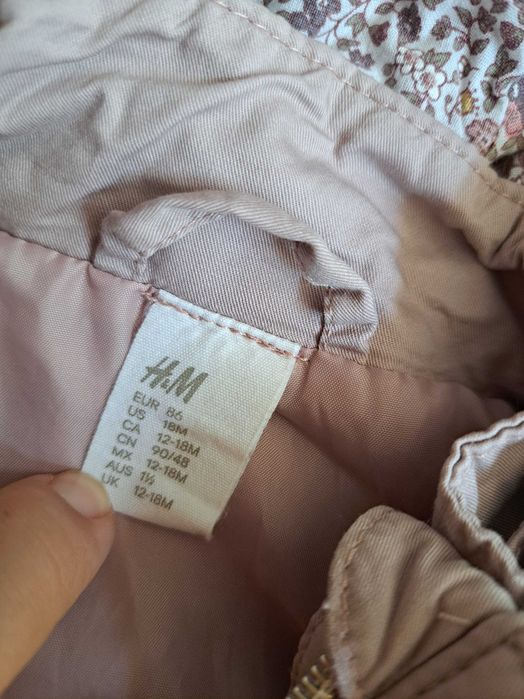 H&M
EUR 86
US 18M
CA 12-18M
CN 90/48
MX 12-18M
AUS 1½
UK 12-18M